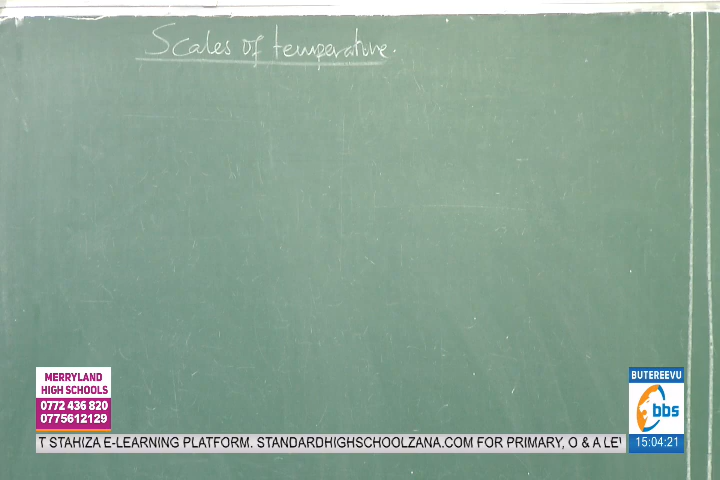 Scales of temperature.
MERRYLAND
HIGH SCHOOLS
0772 436 820
0775612129
BUTEREEVU
bbs
15:04:21
T STAHIZA E-LEARNING PLATFORM. STANDARDHIGHSCHOOLZANA.COM FOR PRIMARY, O & A LEV